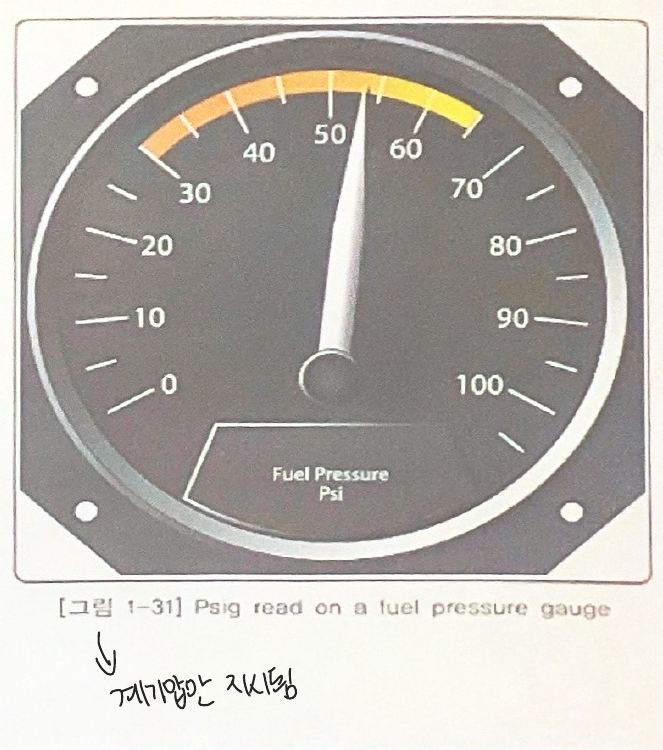 50
40
60
30
70
20
80
10
90
0
100
Fuel Pressure
Psi
[그림 1-31] Psig read on a fuel pressure gauge
계기압만 지시됨